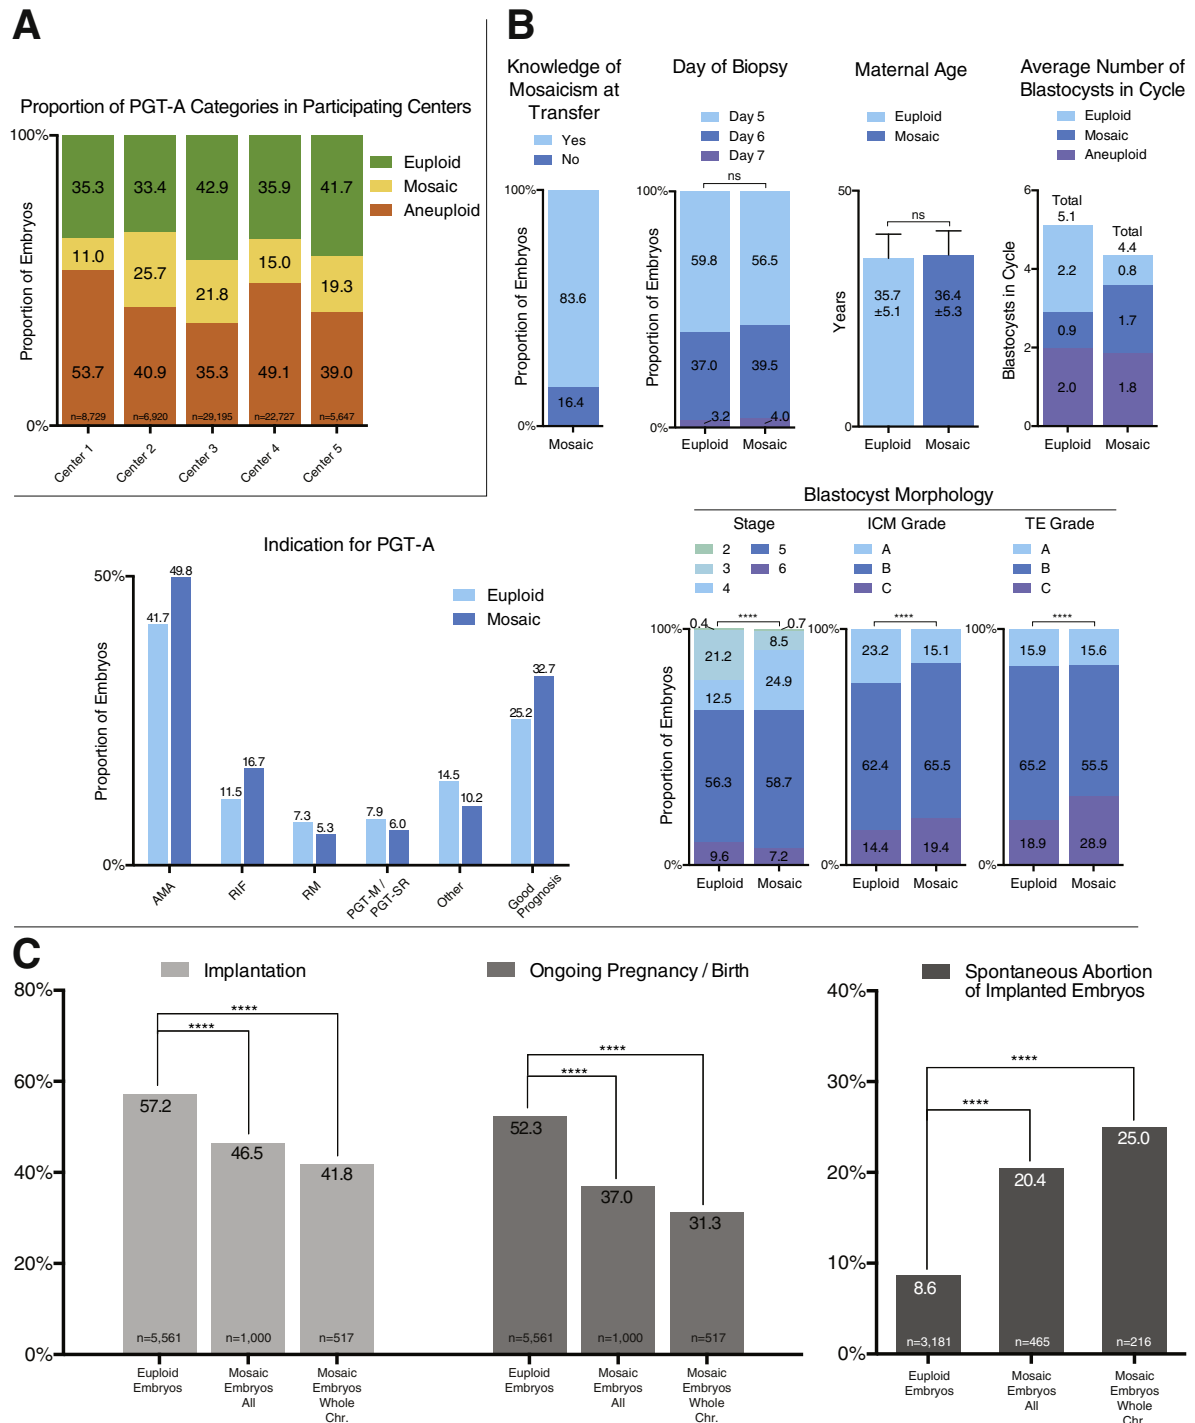 A
Proportion of PGT-A Categories in Participating Centers
Euploid
Mosaic
Aneuploid
Proportion of Embryos
100%
0%
35.3
33.4
42.9
35.9
41.7
11.0
25.7
21.8
15.0
19.3
53.7
40.9
35.3
49.1
39.0
n=8,729
n=6,920
n=29,195
n=22,727
n=5,647
Center 1
Center 2
Center 3
Center 4
Center 5
B
Knowledge of
Mosaicism at
Transfer
Yes
No
Proportion of Embryos
100%
0%
83.6
16.4
Mosaic
Day of Biopsy
Day 5
Day 6
Day 7
ns
Proportion of Embryos
100%
0%
59.8
56.5
37.0
39.5
3.2
4.0
Euploid
Mosaic
Maternal Age
Euploid
Mosaic
ns
Years
50
0
35.7
±5.1
36.4
±5.3
Euploid
Mosaic
Average Number of
Blastocysts in Cycle
Euploid
Mosaic
Aneuploid
Blastocysts in Cycle
6
4
2
0
Total
5.1
Total
4.4
2.2
0.8
0.9
1.7
2.0
1.8
Euploid
Mosaic
Indication for PGT-A
Euploid
Mosaic
Proportion of Embryos
50%
0%
41.7
49.8
11.5
16.7
7.3
5.3
7.9
6.0
14.5
10.2
25.2
32.7
AMA
RIF
RM
PGT-M /
PGT-SR
Other
Good
Prognosis
Blastocyst Morphology
Stage
2
3
4
5
6
****
Proportion of Embryos
100%
0%
0.4
0.7
21.2
8.5
12.5
24.9
56.3
58.7
9.6
7.2
Euploid
Mosaic
ICM Grade
A
B
C
****
100%
0%
23.2
15.1
62.4
65.5
14.4
19.4
Euploid
Mosaic
TE Grade
A
B
C
****
100%
0%
15.9
15.6
65.2
55.5
18.9
28.9
Euploid
Mosaic
C
Implantation
80%
60%
40%
20%
0%
****
****
57.2
46.5
41.8
n=5,561
n=1,000
n=517
Euploid
Embryos
Mosaic
Embryos
All
Mosaic
Embryos
Whole
Chr.
Ongoing Pregnancy / Birth
****
****
52.3
37.0
31.3
n=5,561
n=1,000
n=517
Euploid
Embryos
Mosaic
Embryos
All
Mosaic
Embryos
Whole
Chr.
Spontaneous Abortion
of Implanted Embryos
40%
30%
20%
10%
0%
****
****
8.6
20.4
25.0
n=3,181
n=465
n=216
Euploid
Embryos
Mosaic
Embryos
All
Mosaic
Embryos
Whole
Chr.